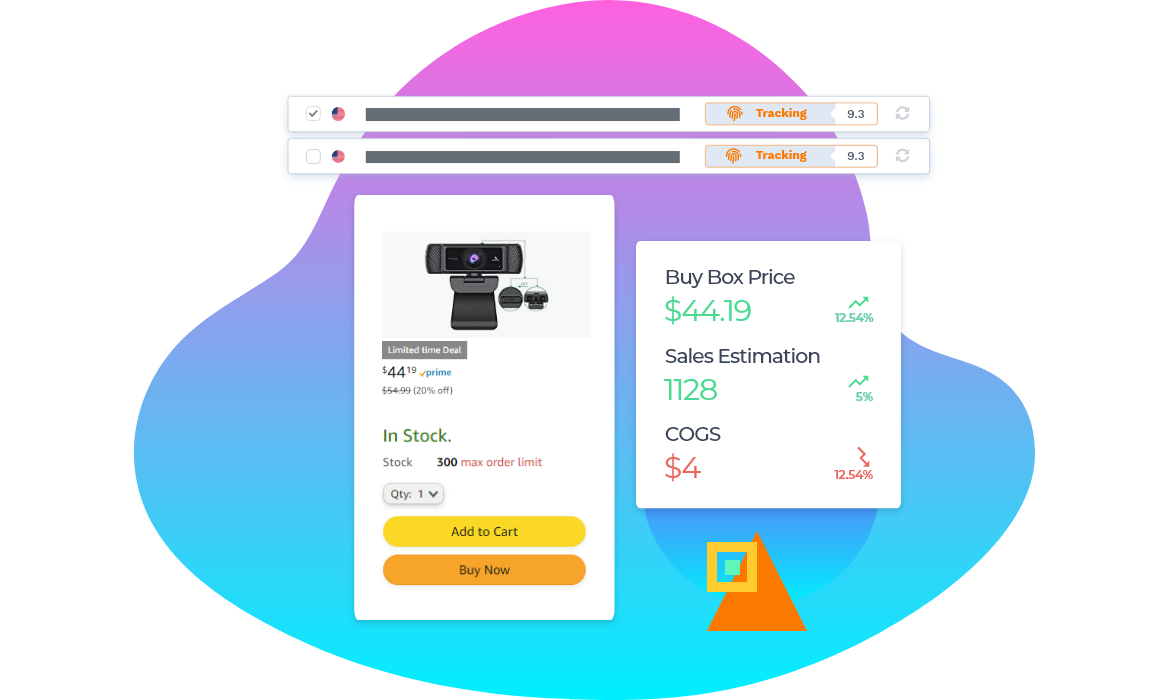 Tracking 9.3
Tracking 9.3
Limited time Deal
$44.19 prime
$54.99 (20% off)
In Stock.
Stock 300 max order limit
Qty: 1
Add to Cart
Buy Now
Buy Box Price
$44.19
12.54%
Sales Estimation
1128
5%
COGS
$4
12.54%